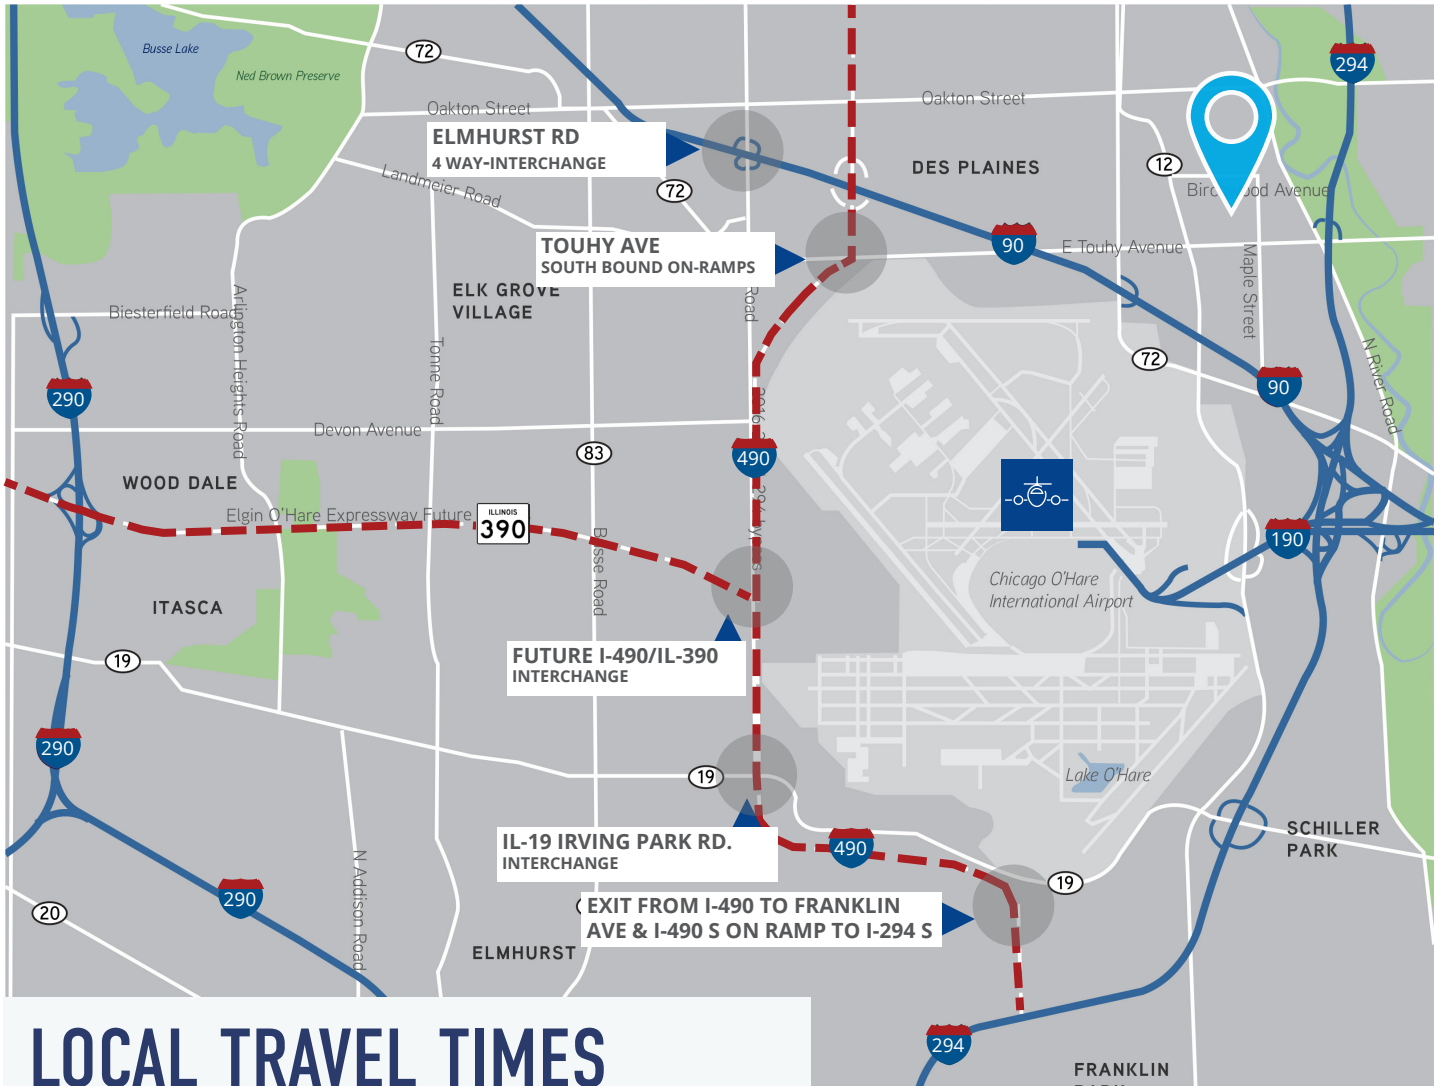 Busse Lake
Ned Brown Preserve
72
294
Oakton Street
Oakton Street
ELMHURST RD
4 WAY-INTERCHANGE
DES PLAINES
12
Landmeier Road
72
Avenue
TOUHY AVE
SOUTH BOUND ON-RAMPS
90
E Touhy Avenue
Maple Street
ELK GROVE
VILLAGE
Road
Biesterfield Road
Arlington Heights Road
Tonne Road
72
N River Road
290
90
Devon Avenue
83
490
WOOD DALE
Elgin O'Hare Expressway Future
ILLINOIS
390
190
Road
Chicago O'Hare
International Airport
ITASCA
19
FUTURE I-490/IL-390
INTERCHANGE
290
19
Lake O'Hare
IL-19 IRVING PARK RD.
INTERCHANGE
490
SCHILLER
PARK
N Addison Road
290
19
20
EXIT FROM I-490 TO FRANKLIN
AVE & I-490 S ON RAMP TO I-294 S
ELMHURST
LOCAL TRAVEL TIMES
294
FRANKLIN